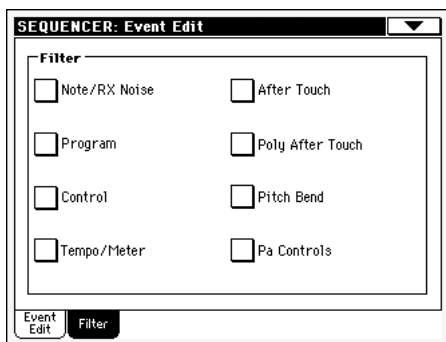 SEQUENCER: Event Edit
Filter
Note/RX Noise
After Touch
Program
Poly After Touch
Control
Pitch Bend
Tempo/Meter
Pa Controls
Event
Edit
Filter